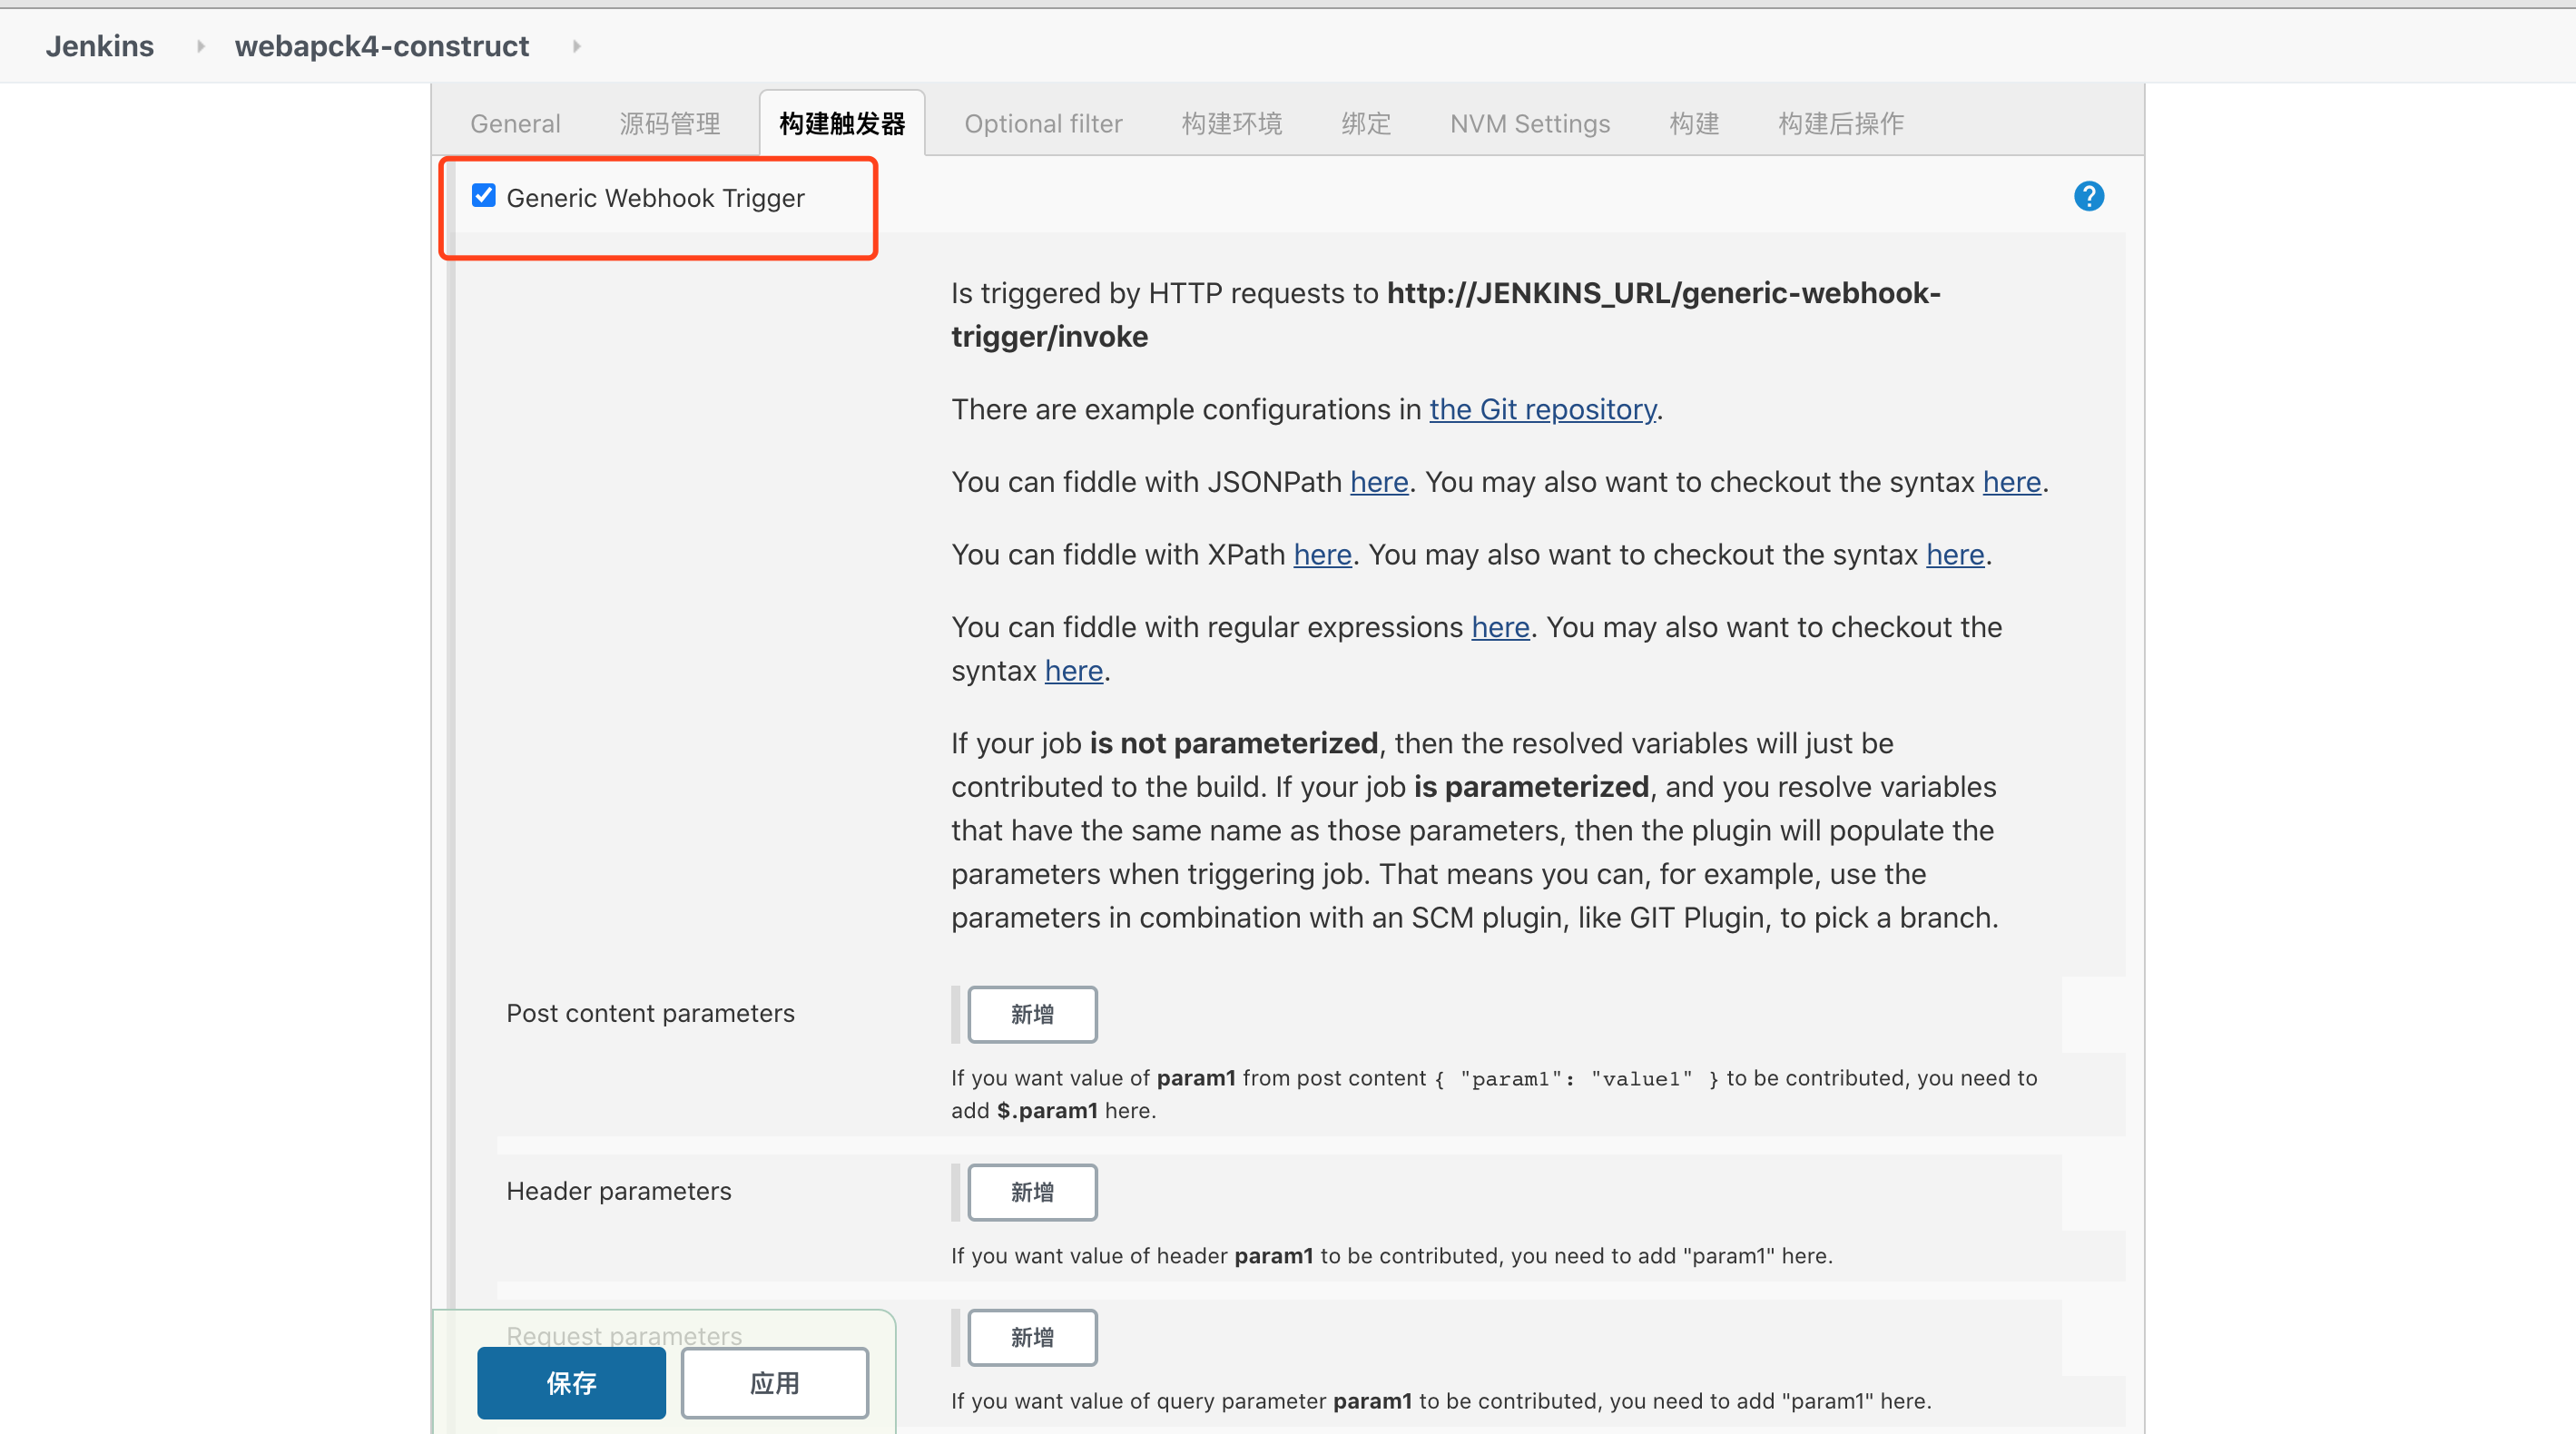 Jenkins webapck4-construct
General 源码管理 构建触发器 Optional filter 构建环境 绑定 NVM Settings 构建 构建后操作
Generic Webhook Trigger
?
Is triggered by HTTP requests to http://JENKINS_URL/generic-webhook-
trigger/invoke
There are example configurations in the Git repository.
You can fiddle with JSONPath here. You may also want to checkout the syntax here.
You can fiddle with XPath here. You may also want to checkout the syntax here.
You can fiddle with regular expressions here. You may also want to checkout the
syntax here.
If your job is not parameterized, then the resolved variables will just be
contributed to the build. If your job is parameterized, and you resolve variables
that have the same name as those parameters, then the plugin will populate the
parameters when triggering job. That means you can, for example, use the
parameters in combination with an SCM plugin, like GIT Plugin, to pick a branch.
Post content parameters 新增
If you want value of param1 from post content { "param1": "value1" } to be contributed, you need to
add $.param1 here.
Header parameters 新增
If you want value of header param1 to be contributed, you need to add "param1" here.
Request parameters 新增
保存 应用
If you want value of query parameter param1 to be contributed, you need to add "param1" here.